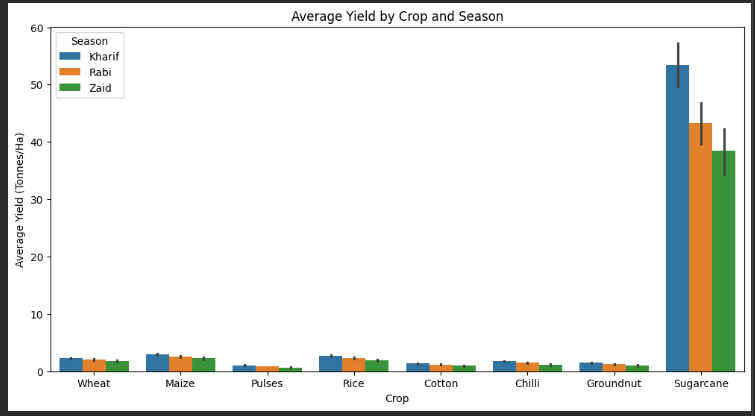 Average Yield by Crop and Season
Season
Kharif
Rabi
Zaid
Average Yield (Tonnes/Ha)
60
50
40
30
20
10
0
Wheat Maize Pulses Rice Cotton Chilli Groundnut Sugarcane
Crop